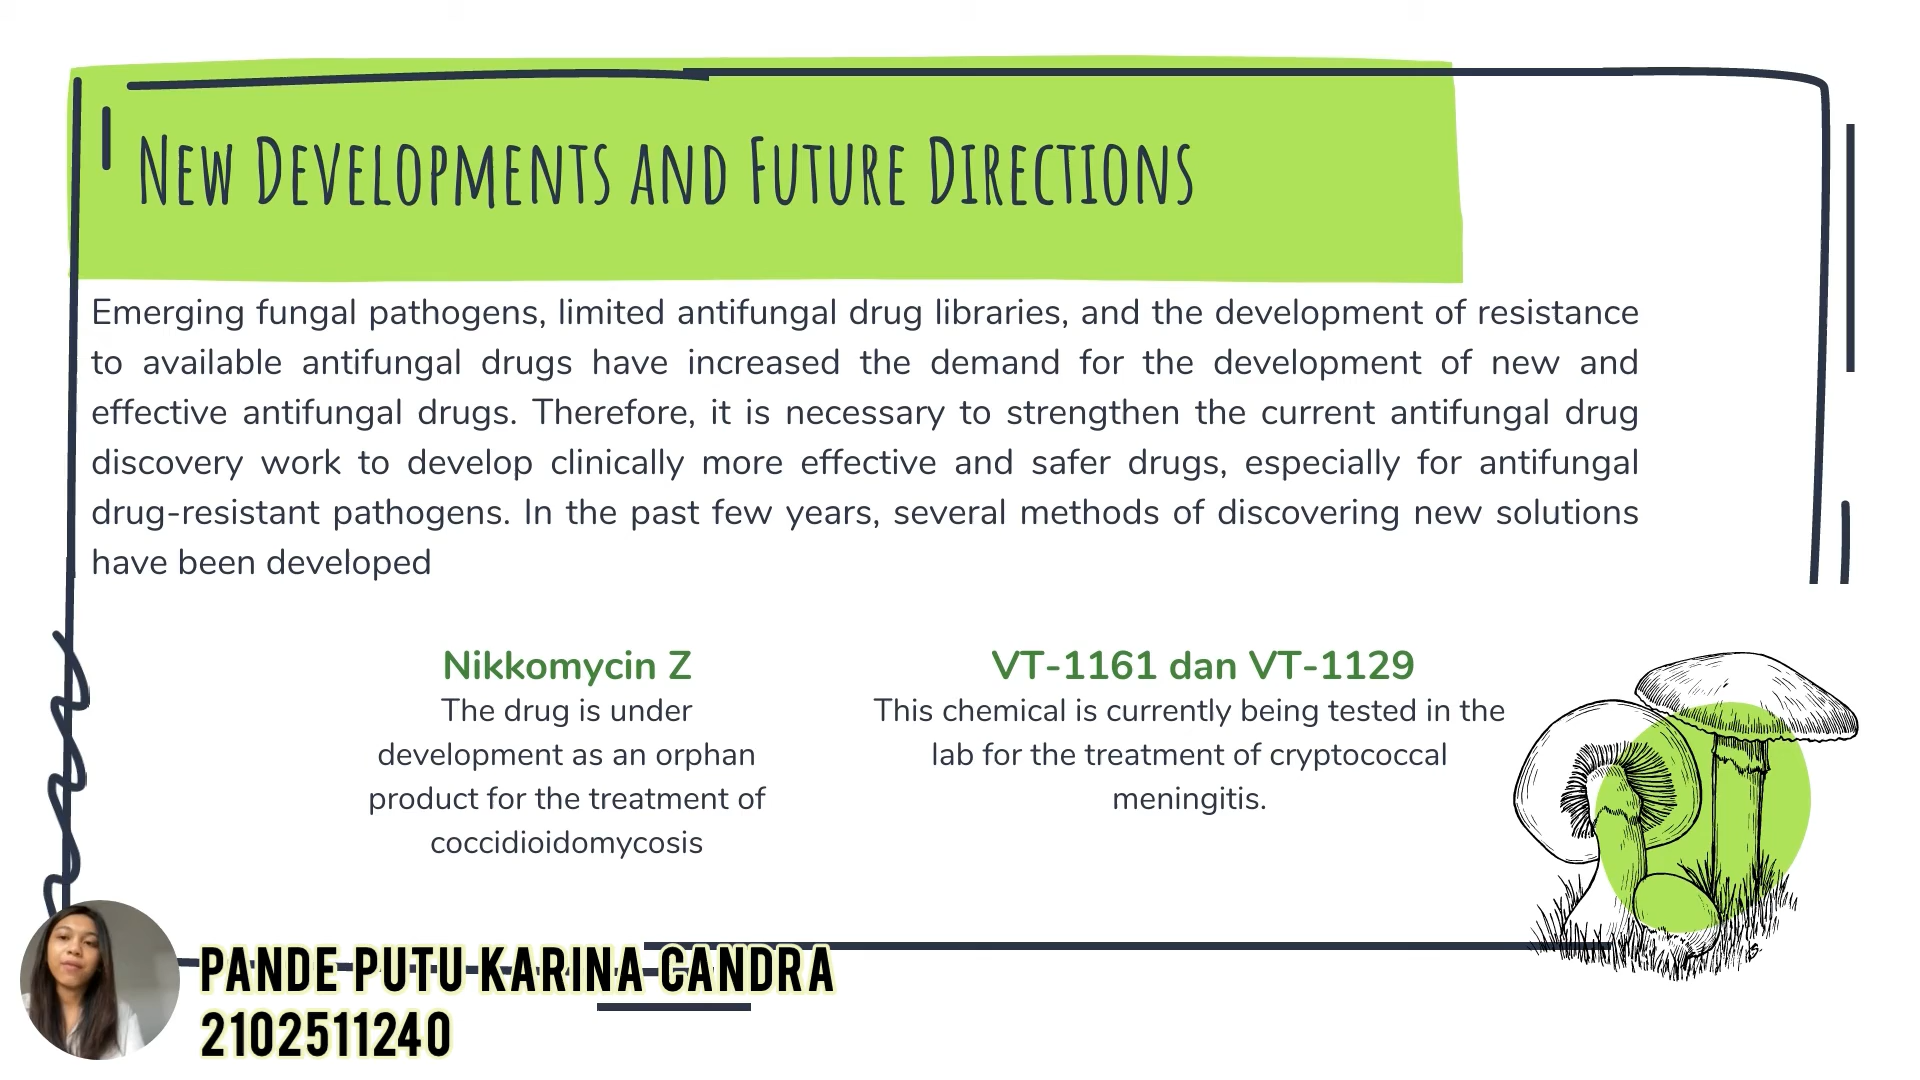 New Developments and Future Directions
Emerging fungal pathogens, limited antifungal drug libraries, and the development of resistance
to available antifungal drugs have increased the demand for the development of new and
effective antifungal drugs. Therefore, it is necessary to strengthen the current antifungal drug
discovery work to develop clinically more effective and safer drugs, especially for antifungal
drug-resistant pathogens. In the past few years, several methods of discovering new solutions
have been developed
Nikkomycin Z
The drug is under
development as an orphan
product for the treatment of
coccidioidomycosis
VT-1161 dan VT-1129
This chemical is currently being tested in the
lab for the treatment of cryptococcal
meningitis.
PANDE PUTU KARINA CANDRA
2102511240